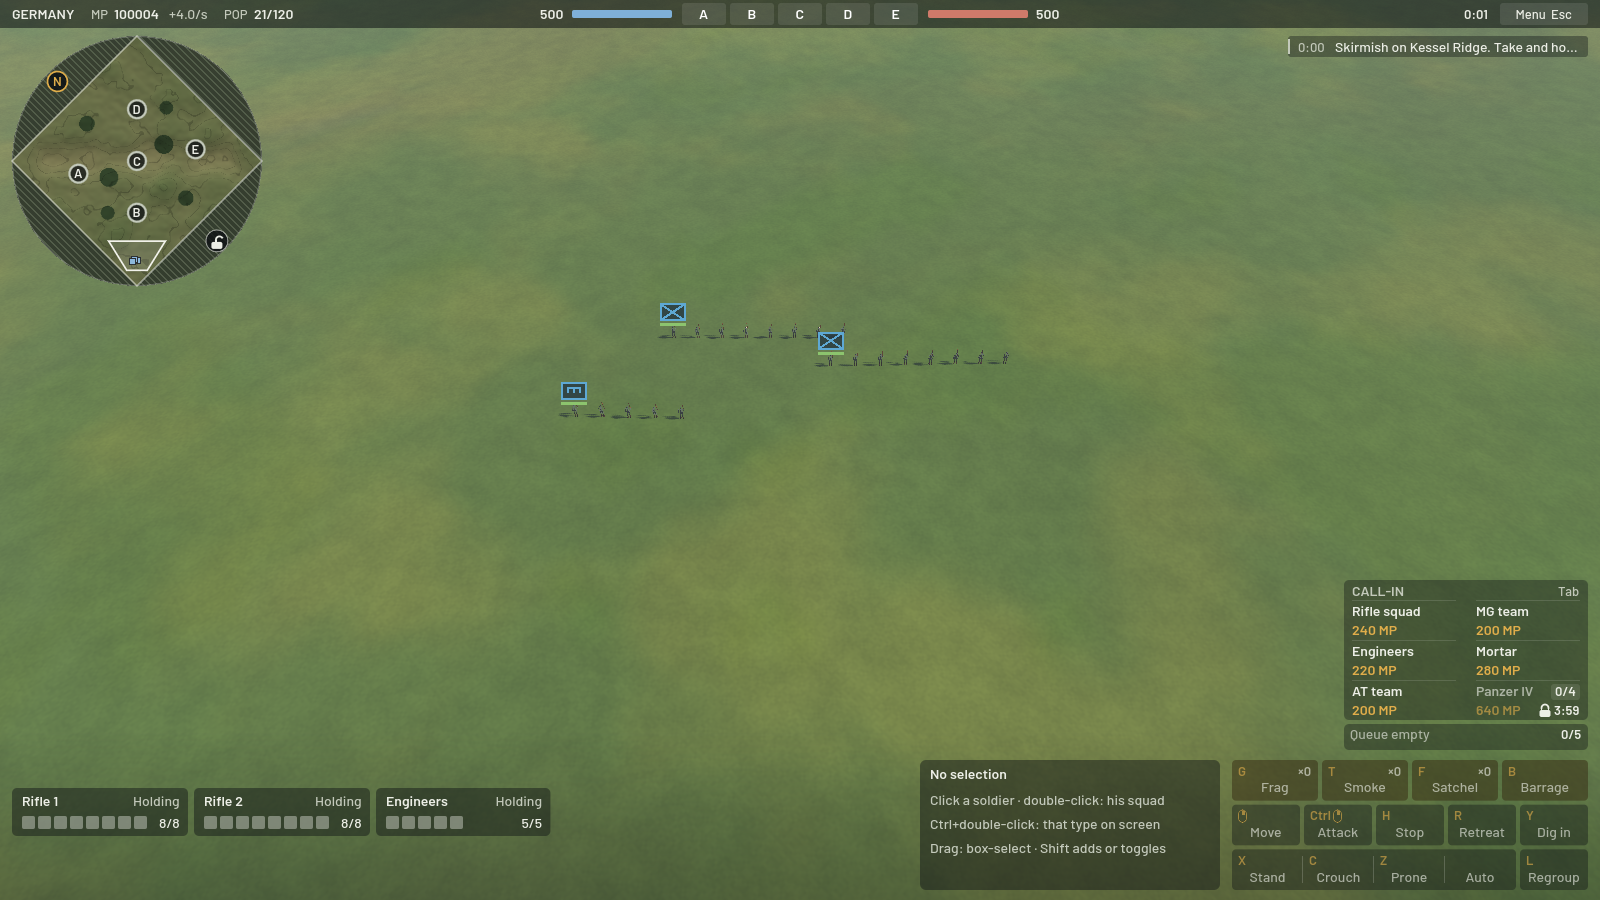 GERMANY MP 100004 +4.0/s POP 21/120
500 A B C D E 500
0:01 Menu Esc
0:00 Skirmish on Kessel Ridge. Take and ho...
N
D
E
C
A
B
CALL-IN Tab
Rifle squad MG team
240 MP 200 MP
Engineers Mortar
220 MP 280 MP
AT team Panzer IV 0/4
200 MP 640 MP 3:59
Queue empty 0/5
Rifle 1 Holding
8/8
Rifle 2 Holding
8/8
Engineers Holding
5/5
No selection
Click a soldier · double-click: his squad
Ctrl+double-click: that type on screen
Drag: box-select · Shift adds or toggles
G ×0 T ×0 F ×0 B
Frag Smoke Satchel Barrage
Ctrl H R Y
Move Attack Stop Retreat Dig in
X C Z L
Stand Crouch Prone Auto Regroup